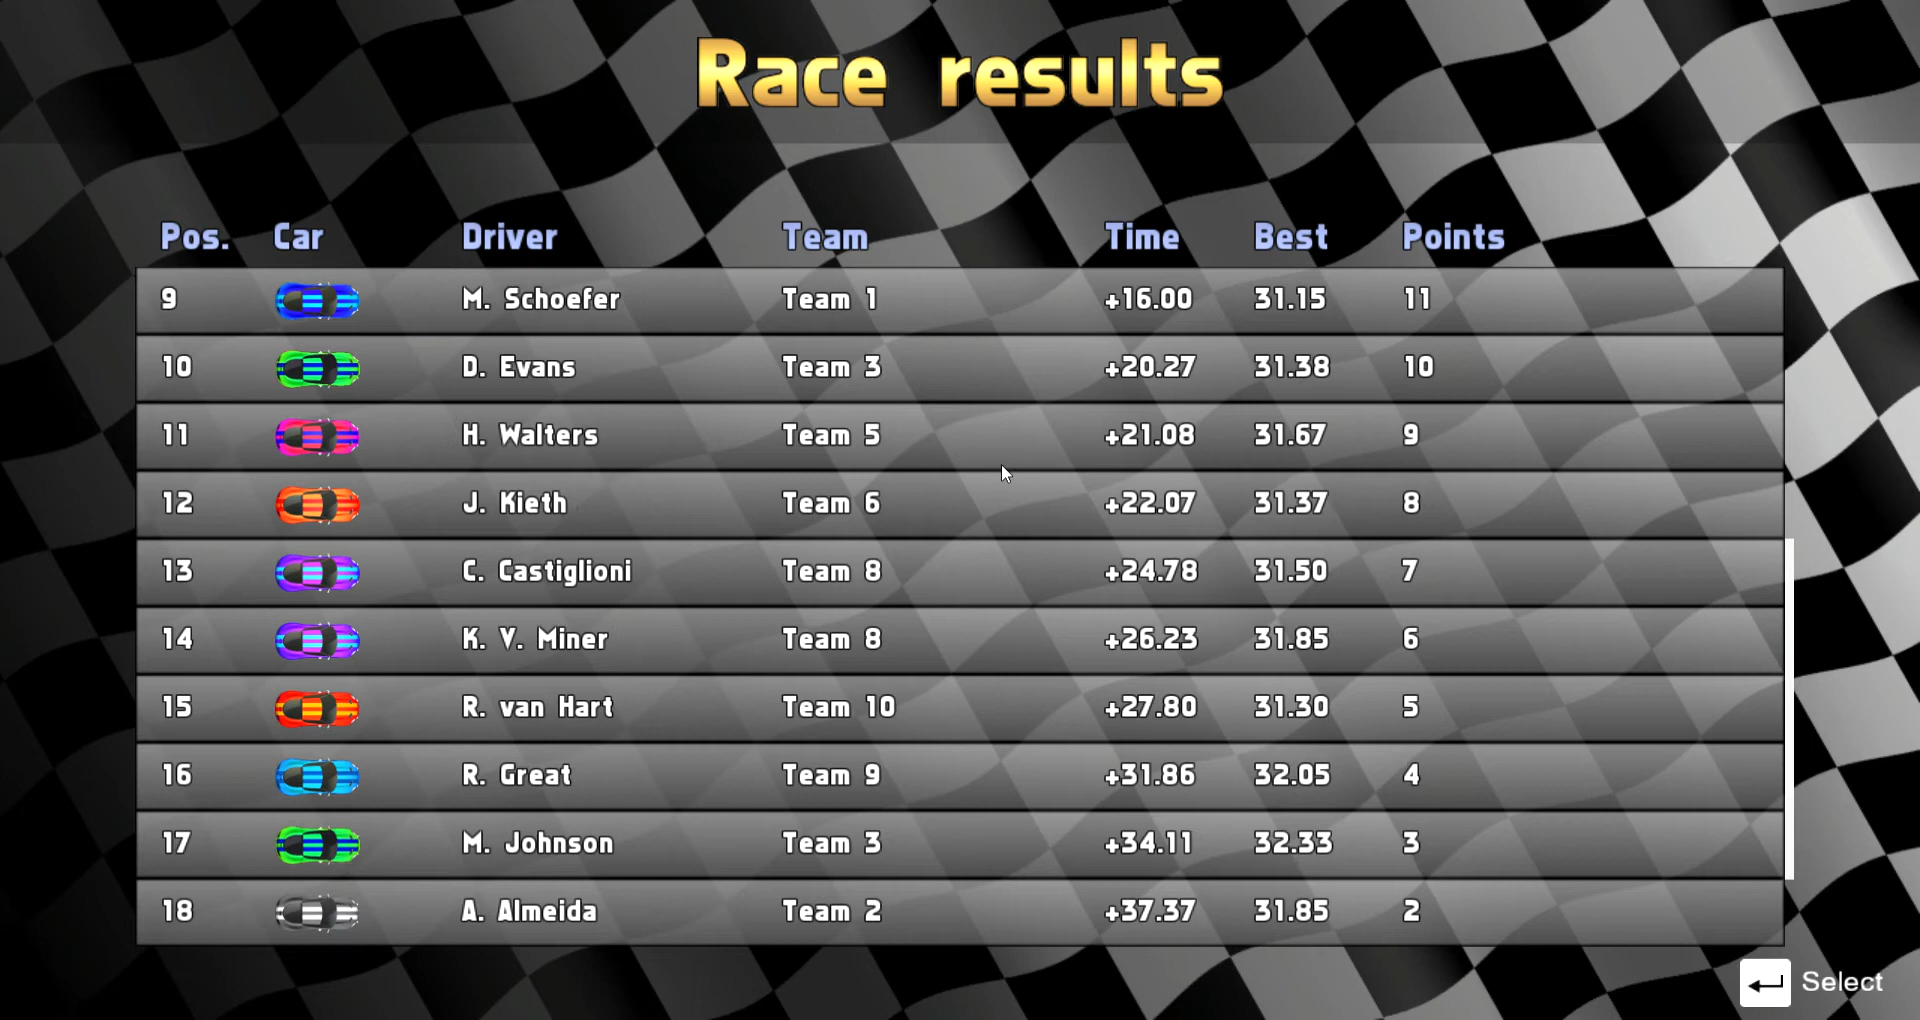 Race results
Pos. Car Driver Team Time Best Points
9 M. Schoefer Team 1 +16.00 31.15 11
10 D. Evans Team 3 +20.27 31.38 10
11 H. Walters Team 5 +21.08 31.67 9
12 J. Kieth Team 6 +22.07 31.37 8
13 C. Castiglioni Team 8 +24.78 31.50 7
14 K. V. Miner Team 8 +26.23 31.85 6
15 R. van Hart Team 10 +27.80 31.30 5
16 R. Great Team 9 +31.86 32.05 4
17 M. Johnson Team 3 +34.11 32.33 3
18 A. Almeida Team 2 +37.37 31.85 2
Select